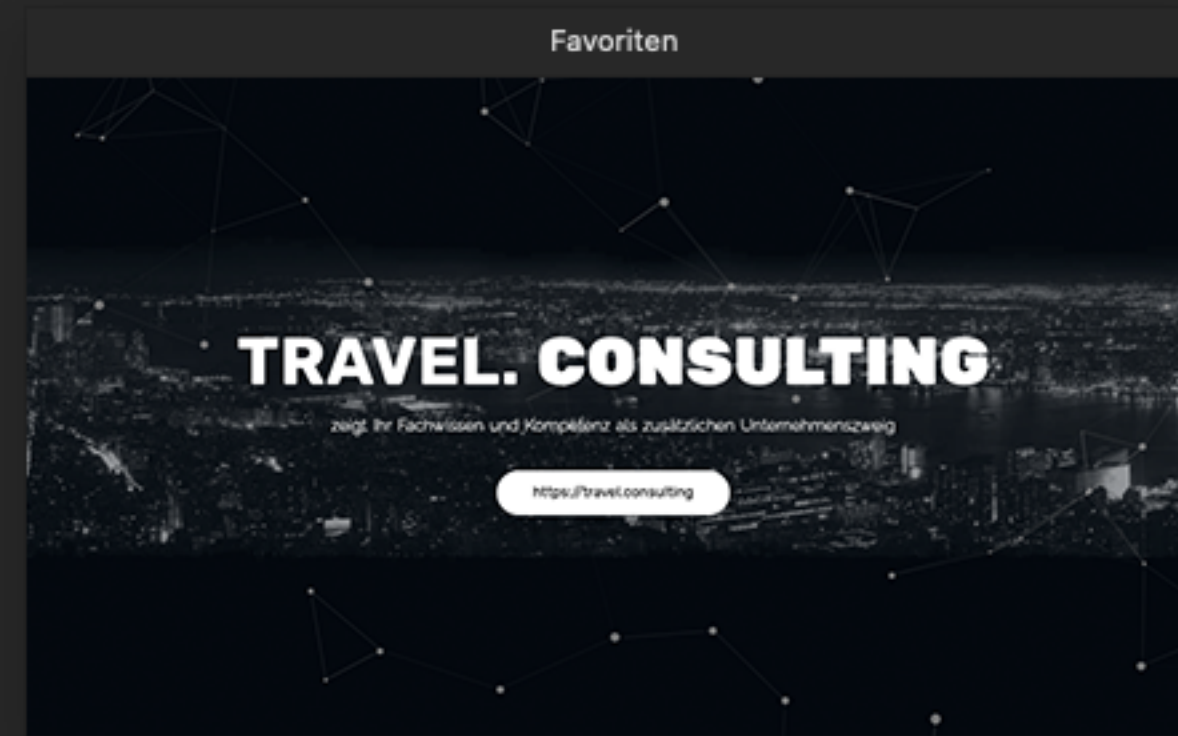 Favoriten
TRAVEL. CONSULTING
zeigt Ihr Fachwissen und Kompetenz als zusätzlichen Unternehmenszweig
https://travel.consulting